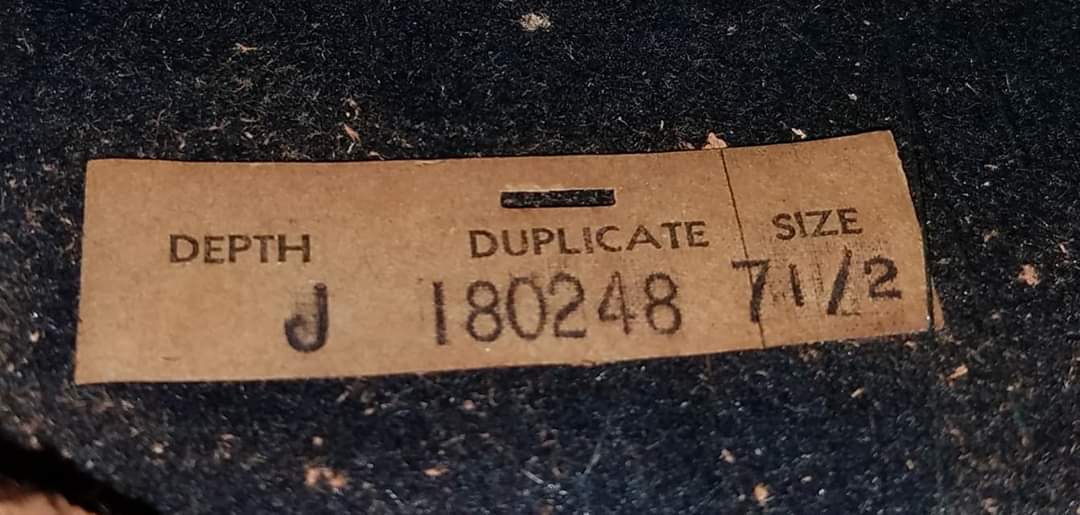 DEPTH DUPLICATE SIZE
J 180248 7 1/2